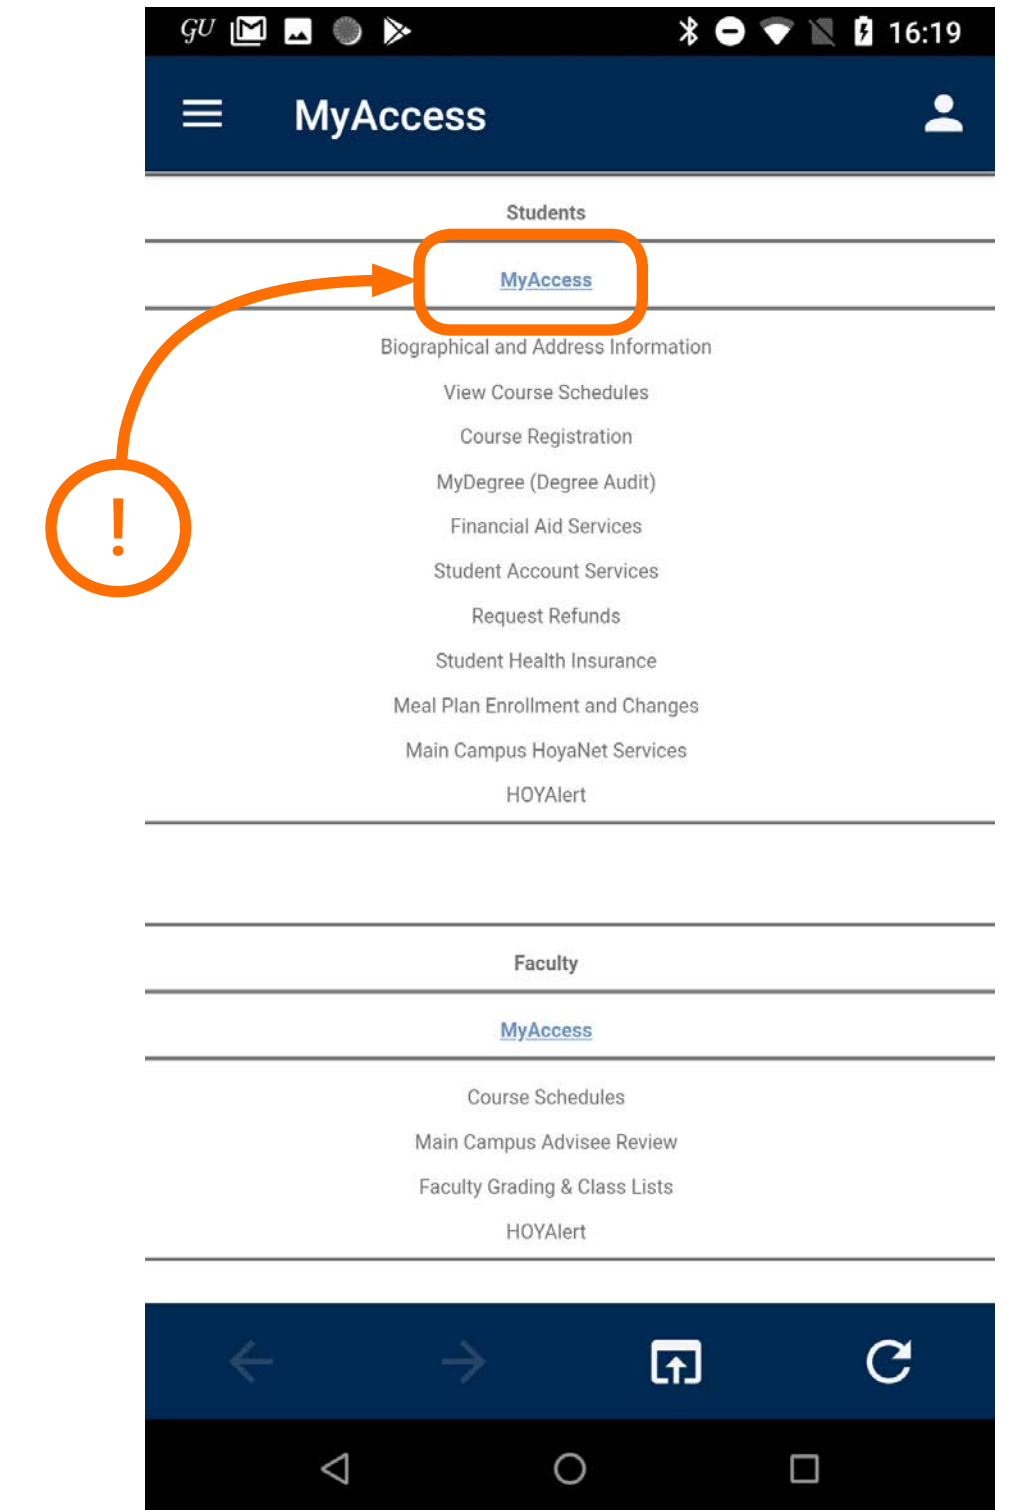 GU 16:19
MyAccess
Students
MyAccess
Biographical and Address Information
View Course Schedules
Course Registration
MyDegree (Degree Audit)
Financial Aid Services
Student Account Services
Request Refunds
Student Health Insurance
Meal Plan Enrollment and Changes
Main Campus HoyaNet Services
HOYAlert
!
Faculty
MyAccess
Course Schedules
Main Campus Advisee Review
Faculty Grading & Class Lists
HOYAlert